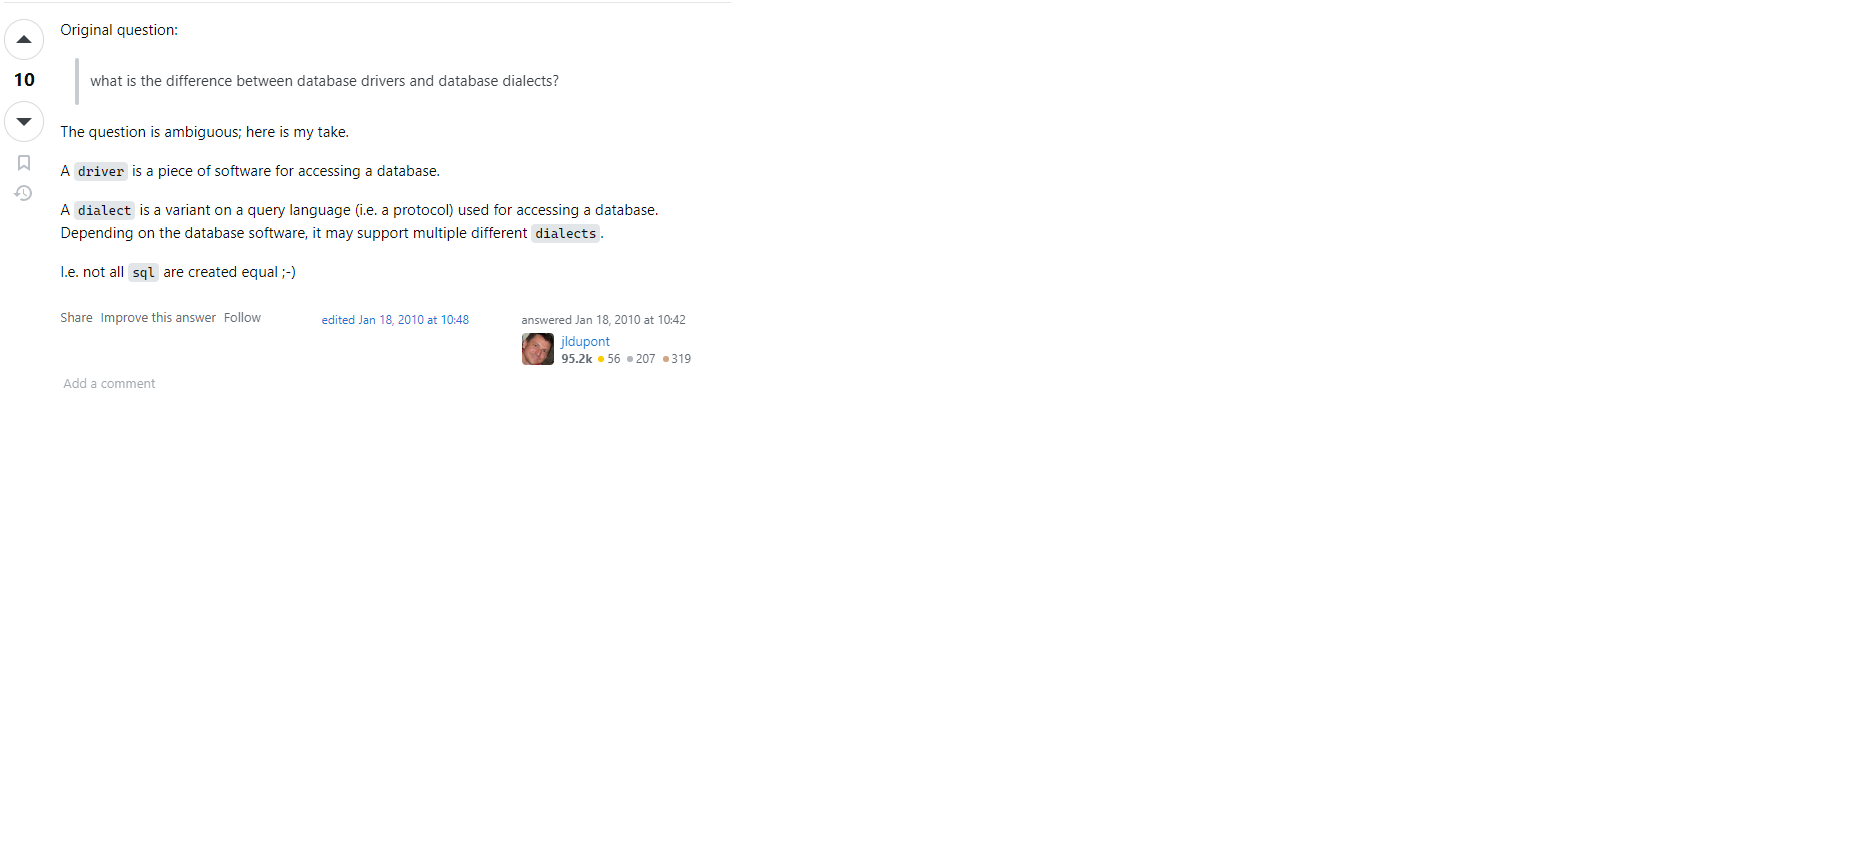 Original question:
10
what is the difference between database drivers and database dialects?
The question is ambiguous; here is my take.
A driver is a piece of software for accessing a database.
A dialect is a variant on a query language (i.e. a protocol) used for accessing a database.
Depending on the database software, it may support multiple different dialects.
I.e. not all sql are created equal ;-)
Share Improve this answer Follow
edited Jan 18, 2010 at 10:48
answered Jan 18, 2010 at 10:42
jldupont
95.2k 56 207 319
Add a comment